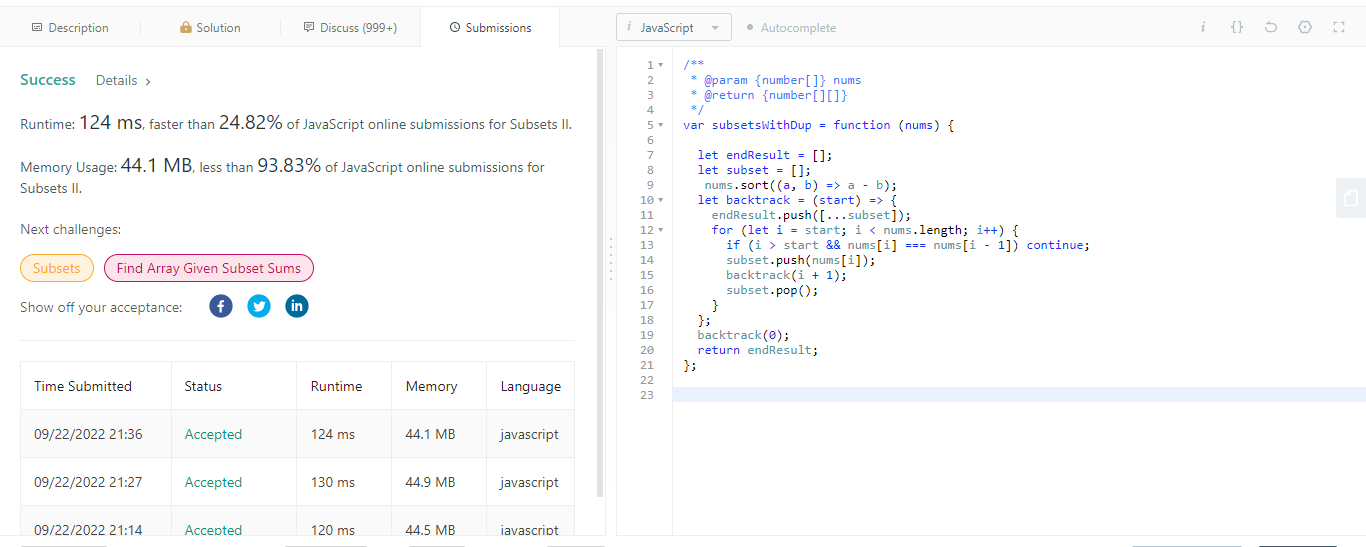 Description Solution Discuss (999+) Submissions
Success Details >
Runtime: 124 ms, faster than 24.82% of JavaScript online submissions for Subsets II.
Memory Usage: 44.1 MB, less than 93.83% of JavaScript online submissions for
Subsets II.
Next challenges:
Subsets Find Array Given Subset Sums
Show off your acceptance:
Time Submitted Status Runtime Memory Language
09/22/2022 21:36 Accepted 124 ms 44.1 MB javascript
09/22/2022 21:27 Accepted 130 ms 44.9 MB javascript
09/22/2022 21:14 Accepted 120 ms 44.5 MB javascript
i JavaScript Autocomplete i {}
1 /**
2  * @param {number[]} nums
3  * @return {number[][]}
4  */
5 var subsetsWithDup = function (nums) {
6
7   let endResult = [];
8   let subset = [];
9    nums.sort((a, b) => a - b);
10   let backtrack = (start) => {
11     endResult.push([...subset]);
12     for (let i = start; i < nums.length; i++) {
13       if (i > start && nums[i] === nums[i - 1]) continue;
14       subset.push(nums[i]);
15       backtrack(i + 1);
16       subset.pop();
17     }
18   };
19   backtrack(0);
20   return endResult;
21 };
22
23